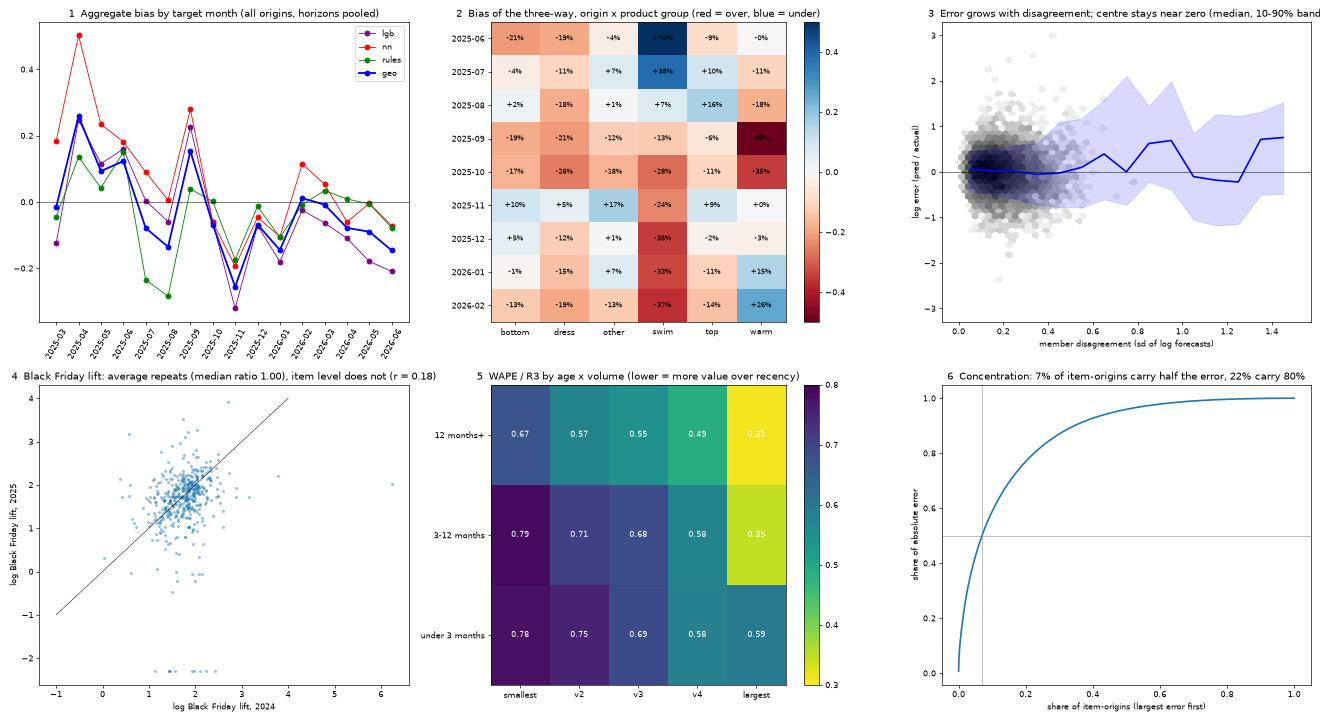 1 Aggregate bias by target month (all origins, horizons pooled)
lgb
nn
rules
geo
0.4
0.2
0.0
−0.2
2025-03
2025-04
2025-05
2025-06
2025-07
2025-08
2025-09
2025-10
2025-11
2025-12
2026-01
2026-02
2026-03
2026-04
2026-05
2026-06
2 Bias of the three-way, origin x product group (red = over, blue = under)
2025-06 -21% -19% -4% +74% -9% -0%
2025-07 -4% -11% +7% +38% +10% -11%
2025-08 +2% -18% +1% +7% +16% -18%
2025-09 -19% -21% -12% -13% -6% -49%
2025-10 -17% -26% -18% -28% -11% -35%
2025-11 +10% +5% +17% -24% +9% +0%
2025-12 +5% -12% +1% -35% -2% -3%
2026-01 -1% -15% +7% -33% -11% +15%
2026-02 -13% -19% -13% -37% -14% +26%
bottom dress other swim top warm
0.4
0.2
0.0
−0.2
−0.4
3 Error grows with disagreement; centre stays near zero (median, 10-90% band
log error (pred / actual)
3
2
1
0
−1
−2
−3
0.0 0.2 0.4 0.6 0.8 1.0 1.2 1.4
member disagreement (sd of log forecasts)
4 Black Friday lift: average repeats (median ratio 1.00), item level does not (r = 0.18)
log Black Friday lift, 2025
4
3
2
1
0
−1
−2
−1 0 1 2 3 4 5 6
log Black Friday lift, 2024
5 WAPE / R3 by age x volume (lower = more value over recency)
12 months+ 0.67 0.57 0.55 0.49 0.31
3-12 months 0.79 0.71 0.68 0.58 0.35
under 3 months 0.78 0.75 0.69 0.58 0.59
smallest v2 v3 v4 largest
0.8
0.7
0.6
0.5
0.4
0.3
6 Concentration: 7% of item-origins carry half the error, 22% carry 80%
share of absolute error
1.0
0.8
0.6
0.4
0.2
0.0
0.0 0.2 0.4 0.6 0.8 1.0
share of item-origins (largest error first)